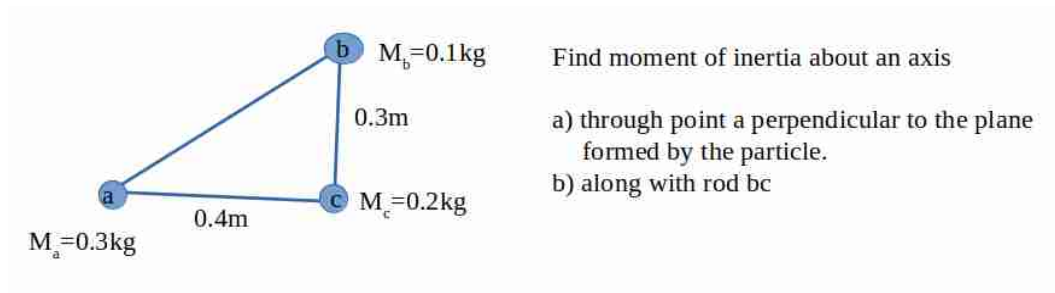 b
M_b=0.1kg
0.3m
a
c
M_c=0.2kg
0.4m
M_a=0.3kg
Find moment of inertia about an axis
a) through point a perpendicular to the plane
formed by the particle.
b) along with rod bc